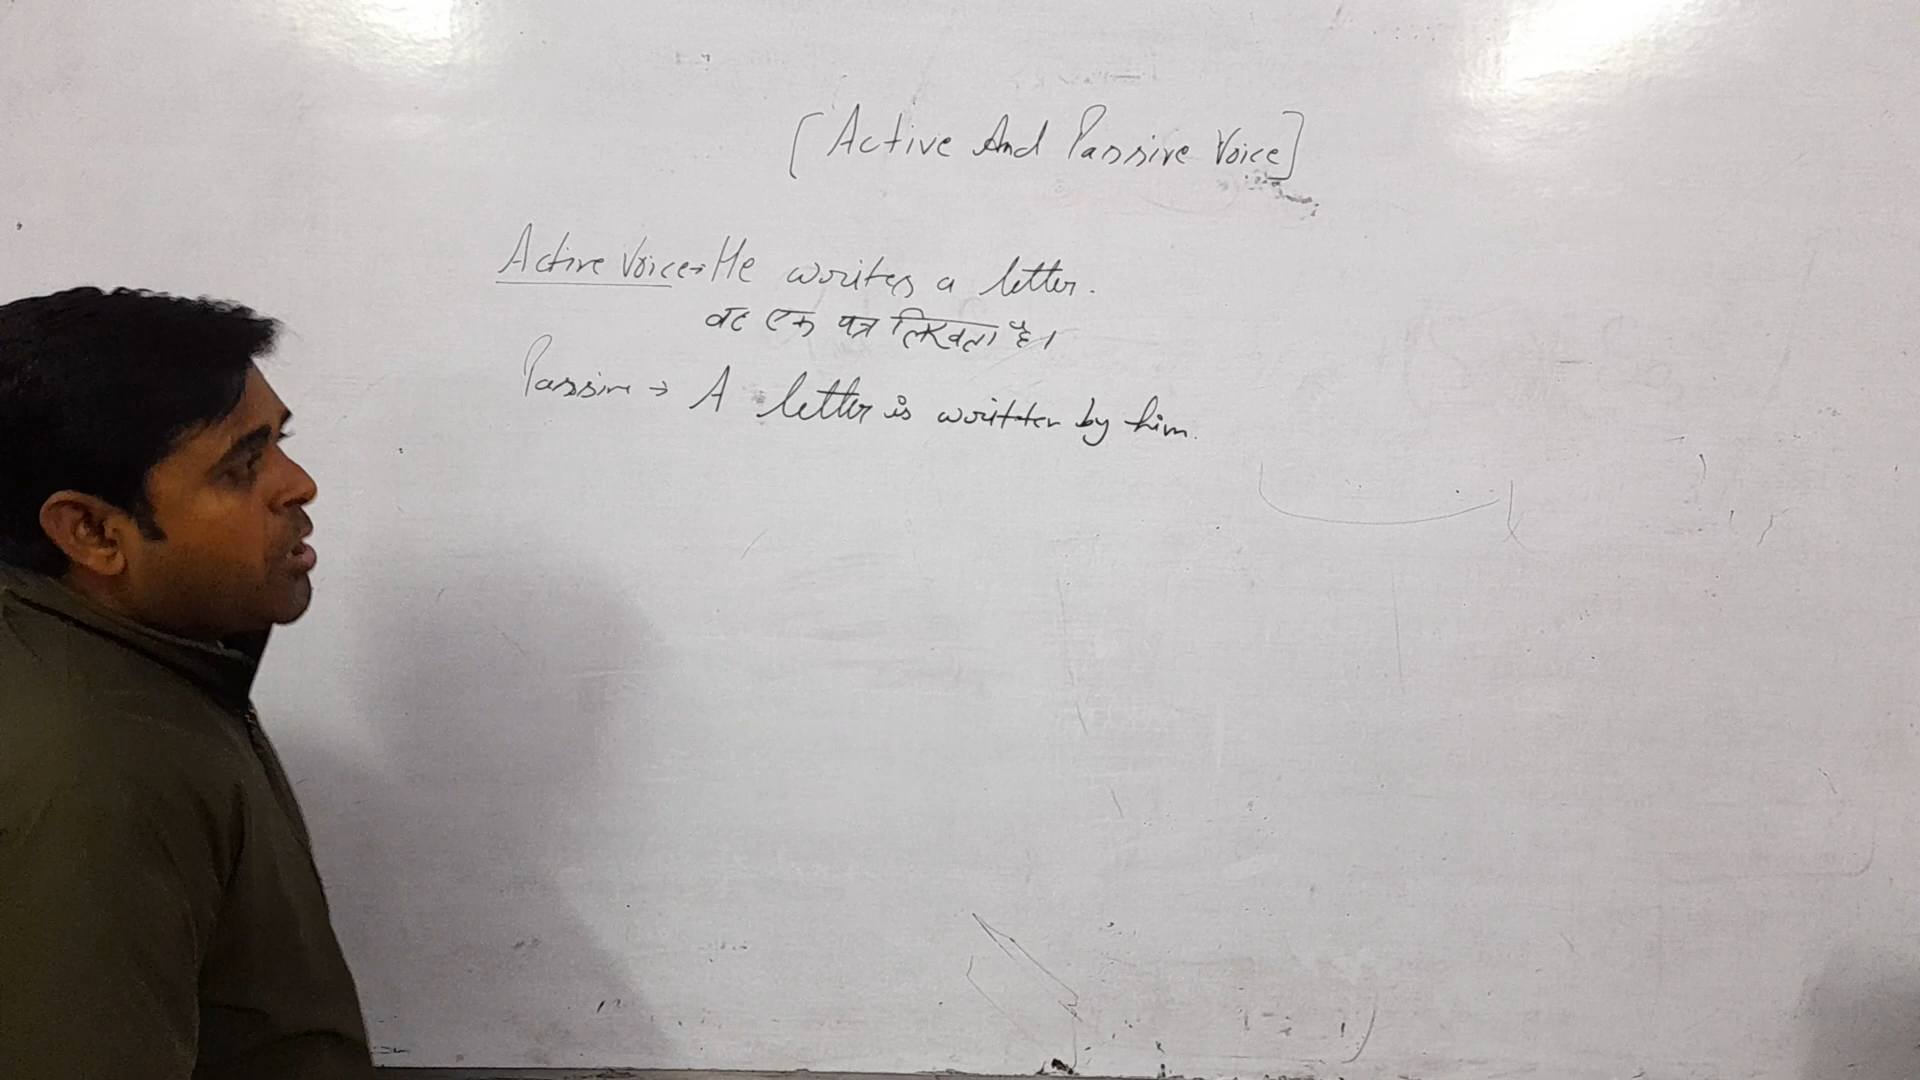 [Active And Passive Voice]
Active Voice→ He writes a letter.
वह एक पत्र लिखता है।
Passive → A letter is written by him.